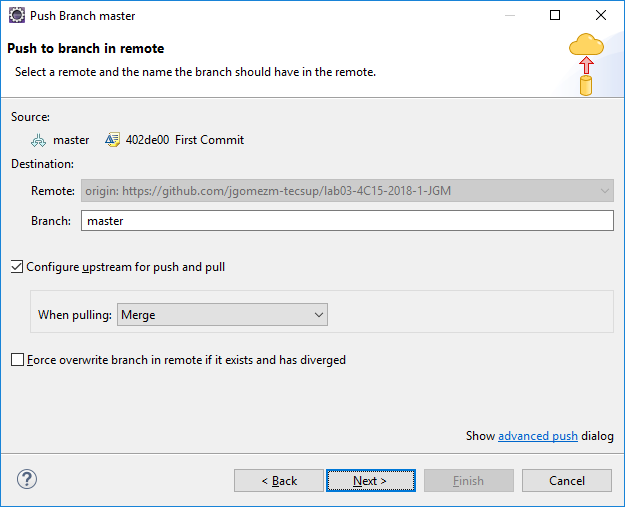 Push Branch master
Push to branch in remote
Select a remote and the name the branch should have in the remote.
Source:
master 402de00 First Commit
Destination:
Remote: origin: https://github.com/jgomezm-tecsup/lab03-4C15-2018-1-JGM
Branch: master
Configure upstream for push and pull
When pulling: Merge
Force overwrite branch in remote if it exists and has diverged
Show advanced push dialog
? < Back Next > Finish Cancel